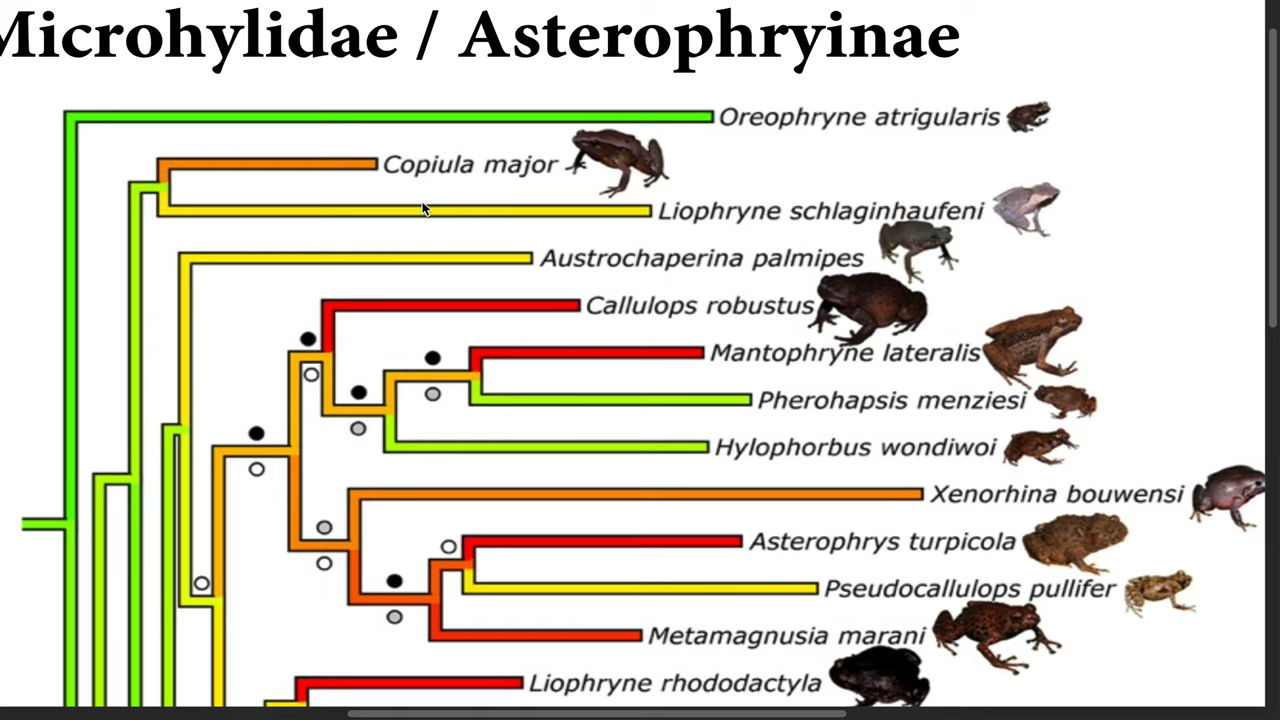 Microhylidae / Asterophryinae
Oreophryne atrigularis
Copiula major
Liophryne schlaginhaufeni
Austrochaperina palmipes
Callulops robustus
Mantophryne lateralis
Pherohapsis menziesi
Hylophorbus wondiwoi
Xenorhina bouwensi
Asterophrys turpicola
Pseudocallulops pullifer
Metamagnusia marani
Liophryne rhododactyla